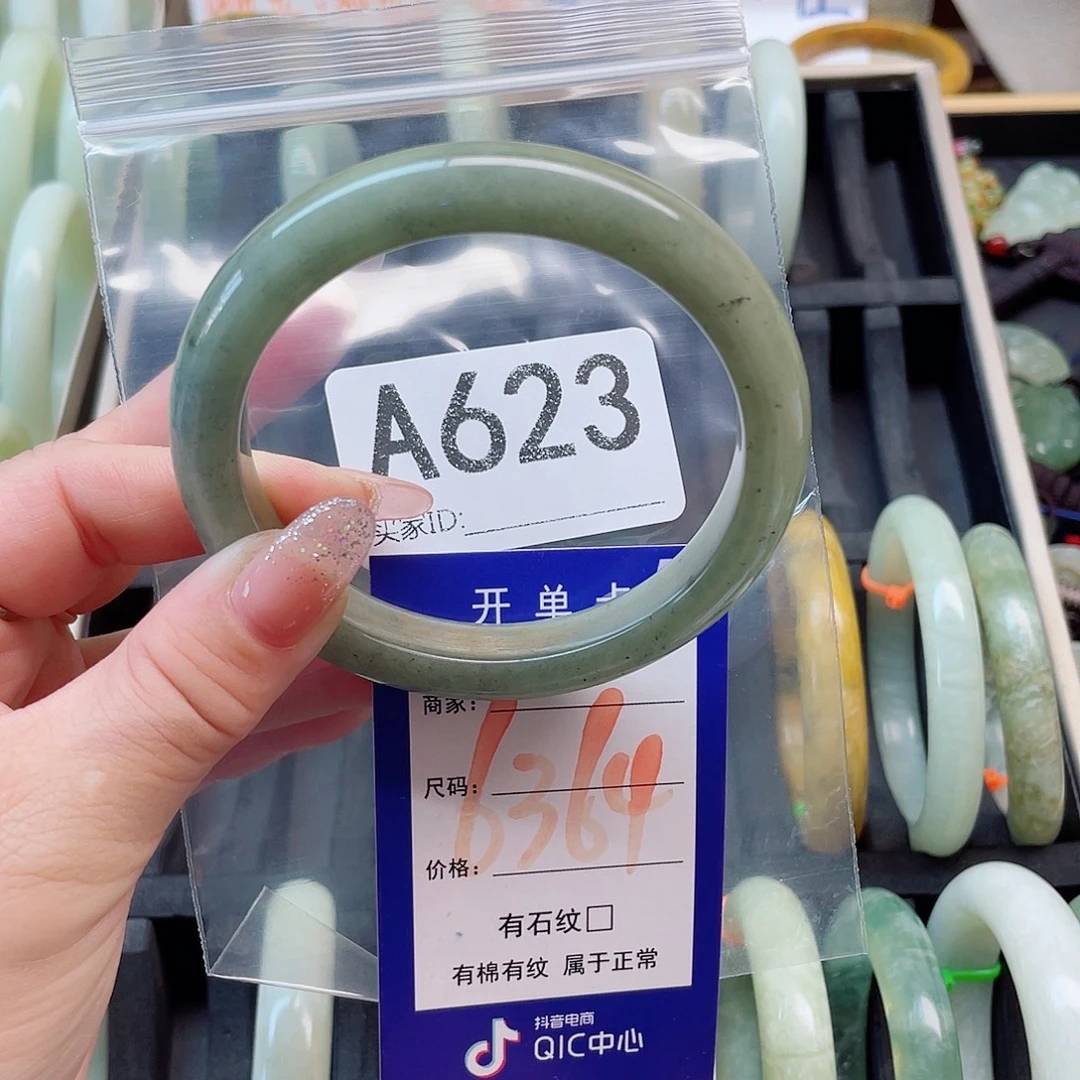 A623
买家ID:
开单卡
商家：
尺码：
价格：
6364
有石纹□
有棉有纹 属于正常
抖音电商
QIC中心